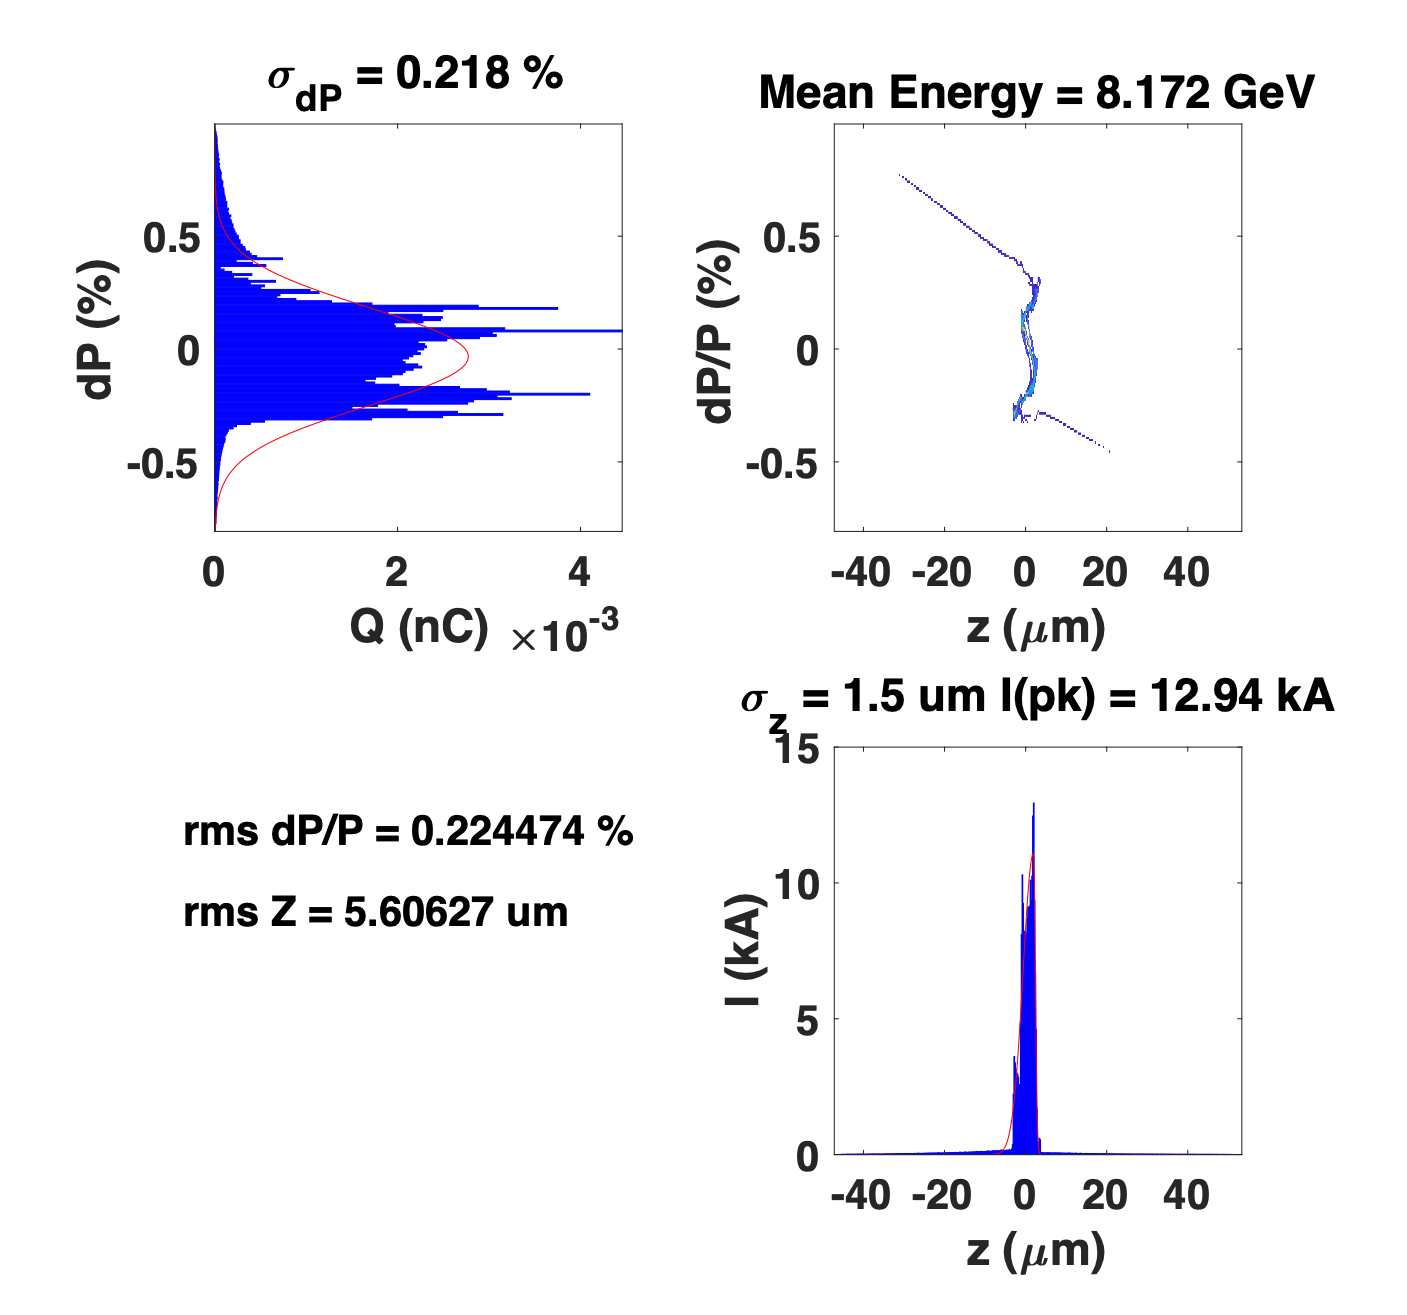 σdP = 0.218 %
0.5
0
-0.5
dP (%)
0 2 4
Q (nC) ×10-3
Mean Energy = 8.172 GeV
0.5
0
-0.5
dP/P (%)
-40 -20 0 20 40
z (μm)
rms dP/P = 0.224474 %
rms Z = 5.60627 um
σz = 1.5 um I(pk) = 12.94 kA
15
10
5
0
I (kA)
-40 -20 0 20 40
z (μm)